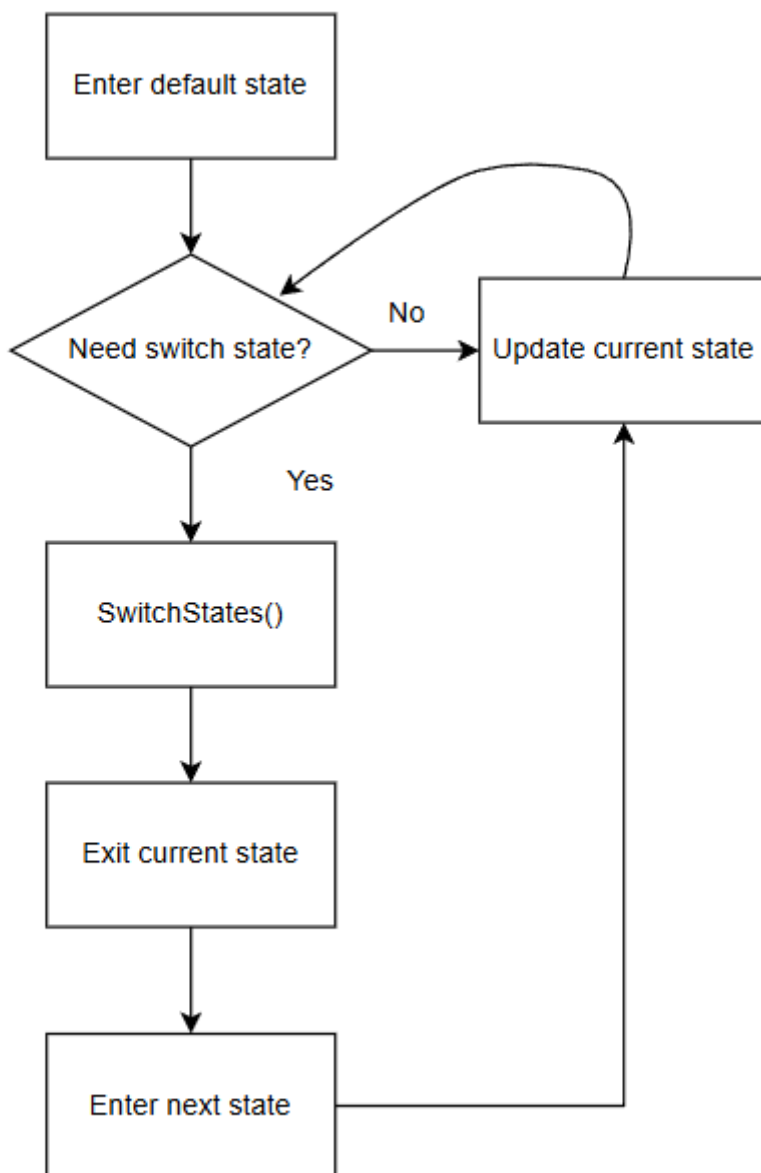 Enter default state
Need switch state?
No
Update current state
Yes
SwitchStates()
Exit current state
Enter next state